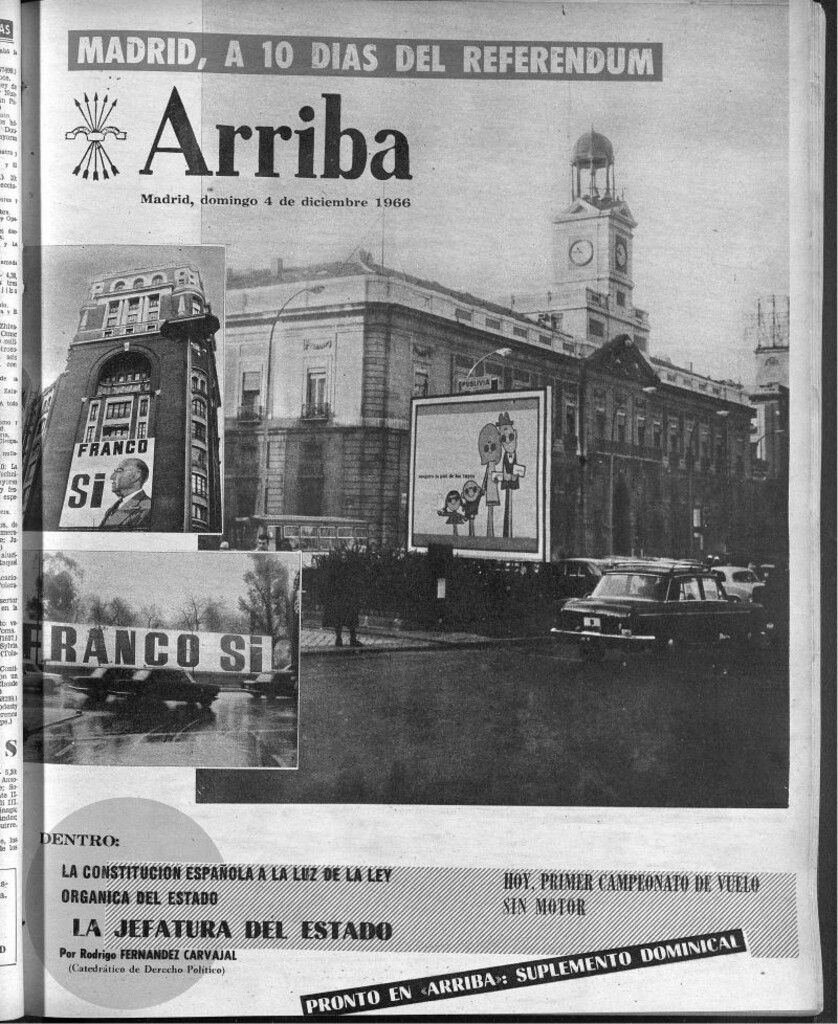 MADRID, A 10 DIAS DEL REFERENDUM
Arriba
Madrid, domingo 4 de diciembre 1966
FRANCO
Si
PUBLIVIA
FRANCO Si
DENTRO:
LA CONSTITUCION ESPAÑOLA A LA LUZ DE LA LEY
ORGANICA DEL ESTADO
LA JEFATURA DEL ESTADO
Por Rodrigo FERNANDEZ CARVAJAL
(Catedrático de Derecho Político)
HOY, PRIMER CAMPEONATO DE VUELO
SIN MOTOR
PRONTO EN «ARRIBA»: SUPLEMENTO DOMINICAL